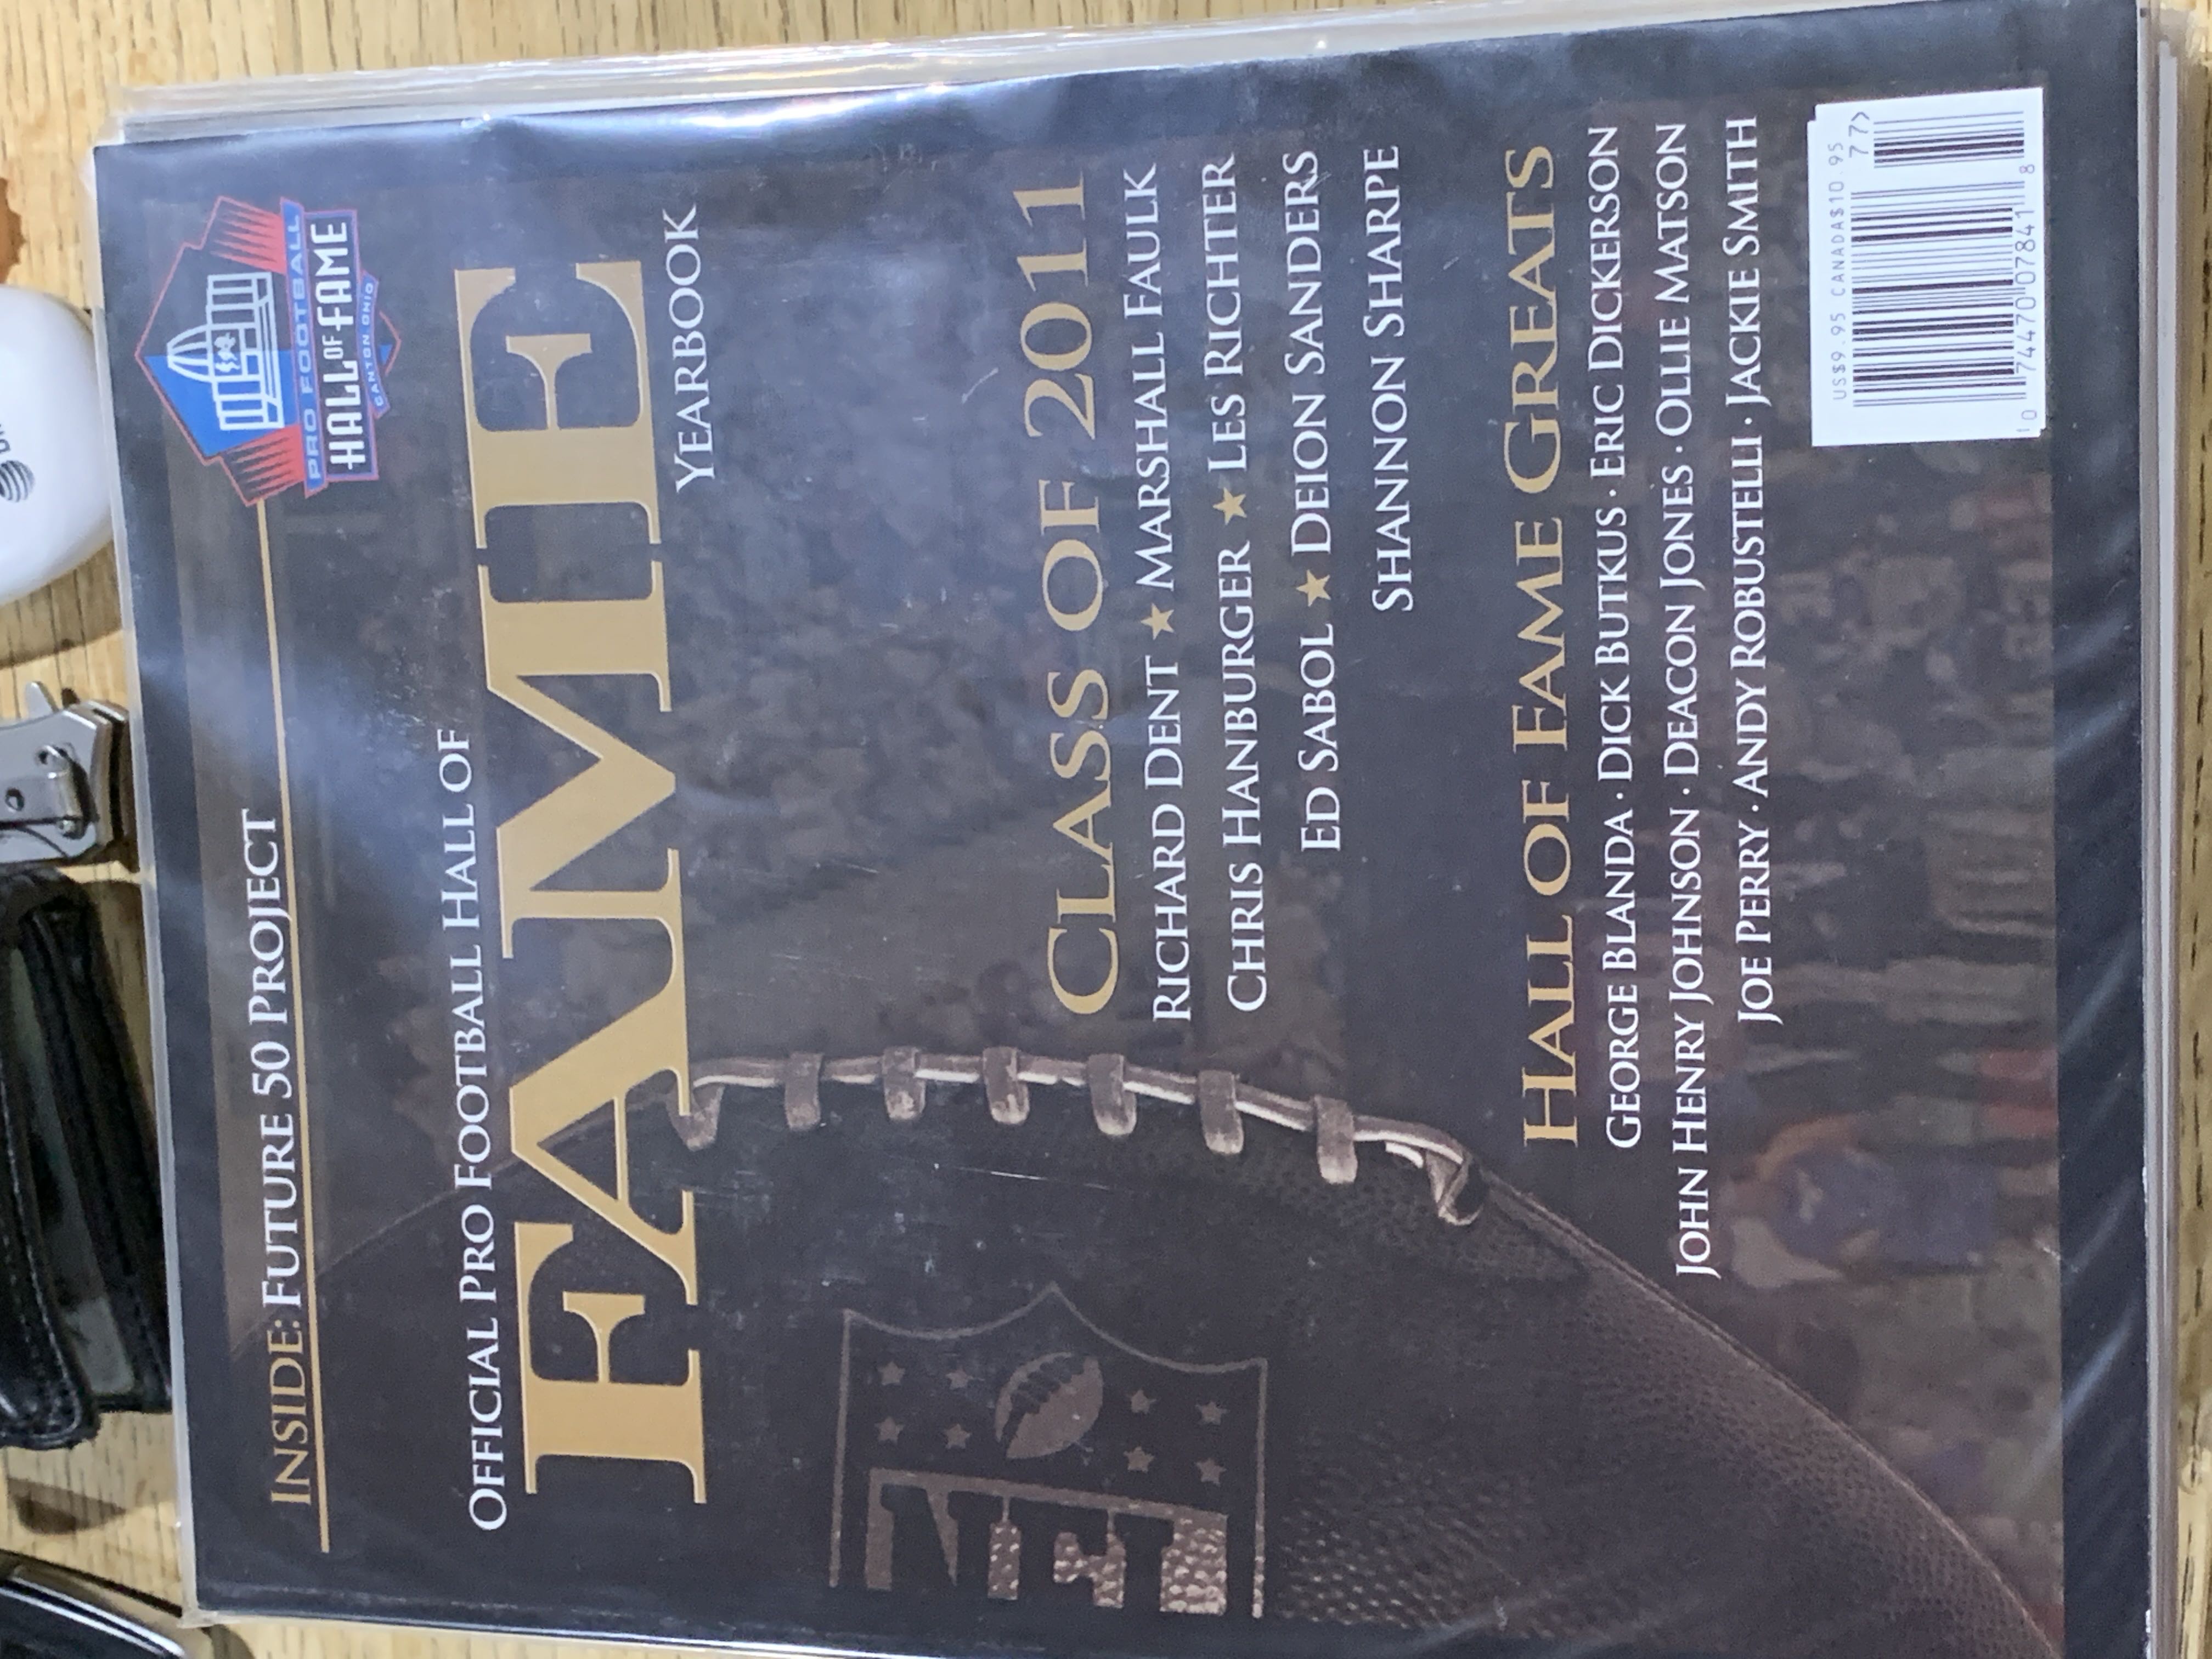 INSIDE: FUTURE 50 PROJECT
PRO FOOTBALL
HALL OF FAME
CANTON OHIO
OFFICIAL PRO FOOTBALL HALL OF
FAME
YEARBOOK
NFL
CLASS OF 2011
RICHARD DENT ★ MARSHALL FAULK
CHRIS HANBURGER ★ LES RICHTER
ED SABOL ★ DEION SANDERS
SHANNON SHARPE
HALL OF FAME GREATS
GEORGE BLANDA · DICK BUTKUS · ERIC DICKERSON
JOHN HENRY JOHNSON · DEACON JONES · OLLIE MATSON
JOE PERRY · ANDY ROBUSTELLI · JACKIE SMITH
US$9.95 CANADA$10.95
77>
0 74470 00784 8